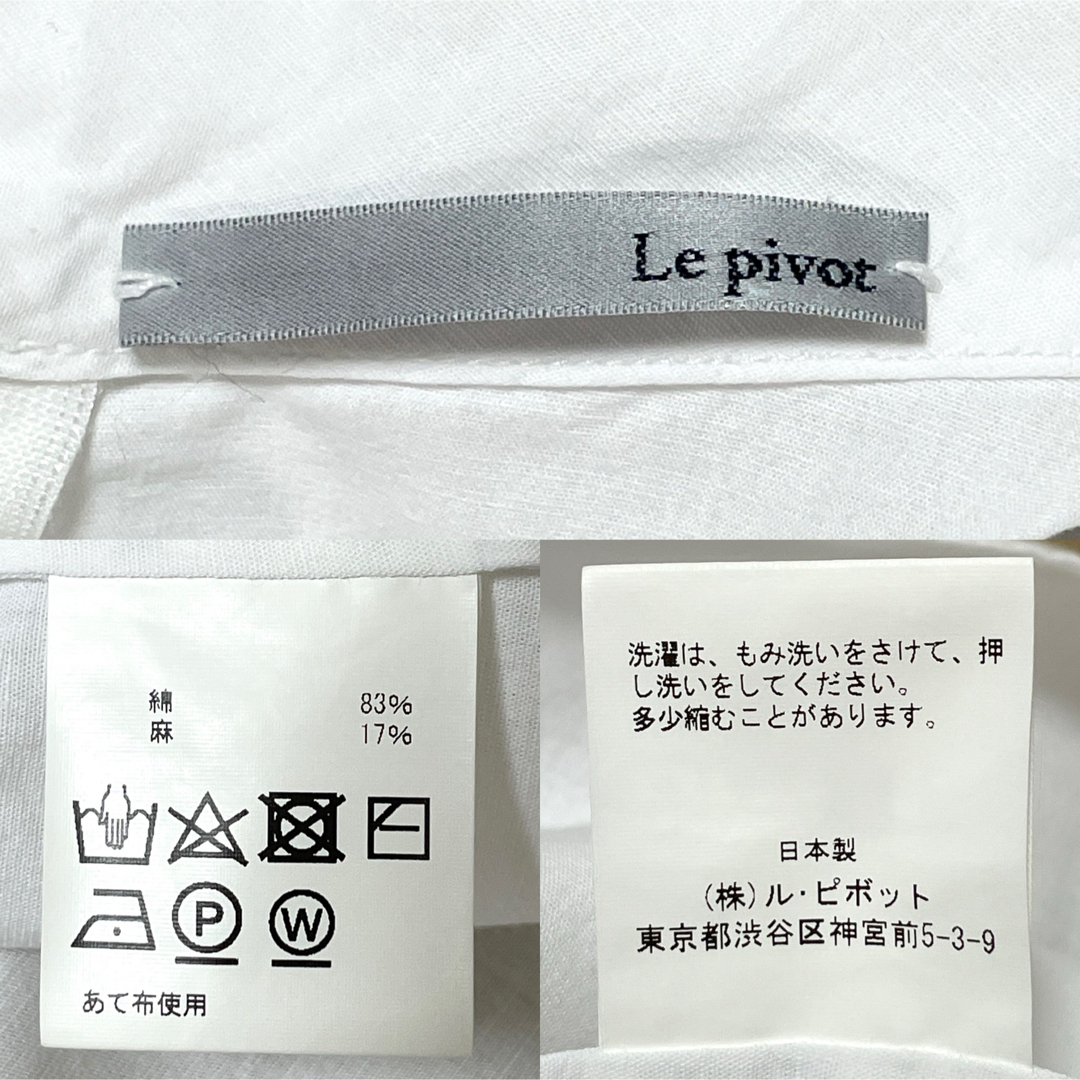 Le pivot
綿 83%
麻 17%
P W
あて布使用
洗濯は、もみ洗いをさけて、押
し洗いをしてください。
多少縮むことがあります。
日本製
(株)ル・ピボット
東京都渋谷区神宮前5-3-9